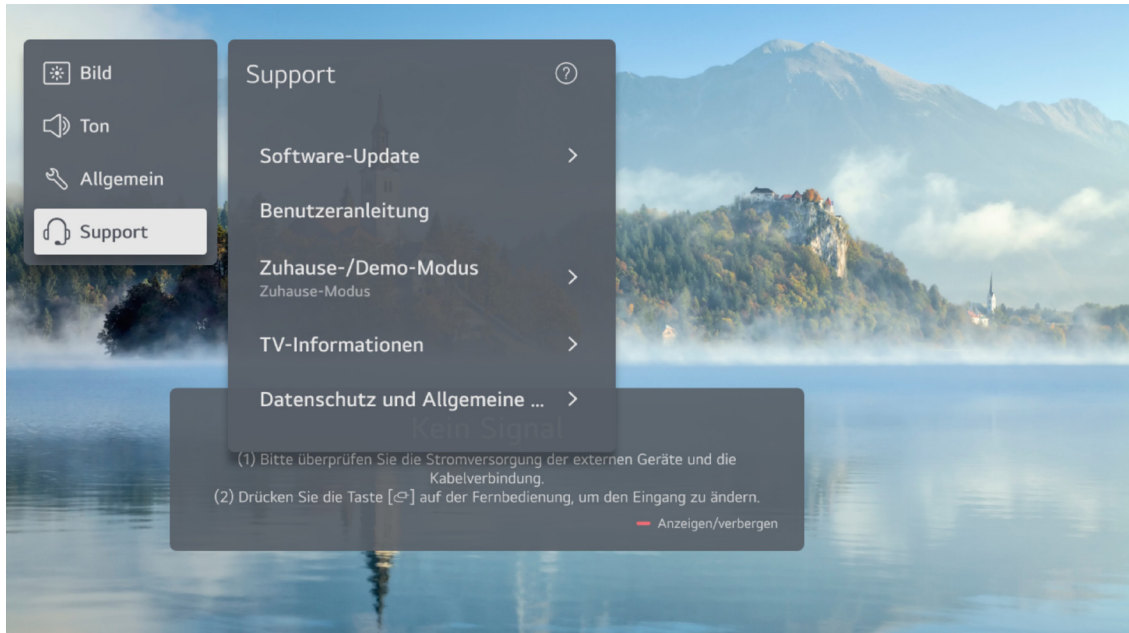 Bild
Ton
Allgemein
Support
Support
?
Software-Update
Benutzeranleitung
Zuhause-/Demo-Modus
Zuhause-Modus
TV-Informationen
Datenschutz und Allgemeine ...
Kein Signal
(1) Bitte überprüfen Sie die Stromversorgung der externen Geräte und die
Kabelverbindung.
(2) Drücken Sie die Taste [] auf der Fernbedienung, um den Eingang zu ändern.
Anzeigen/verbergen